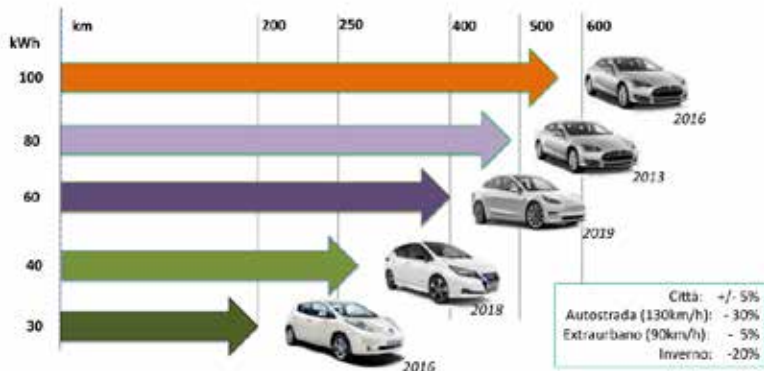 km 200 250 400 500 600
kWh
100
2016
80
2013
60
2019
40
2018
30
2016
Città: +/- 5%
Autostrada (130km/h): - 30%
Extraurbano (90km/h): - 5%
Inverno: -20%